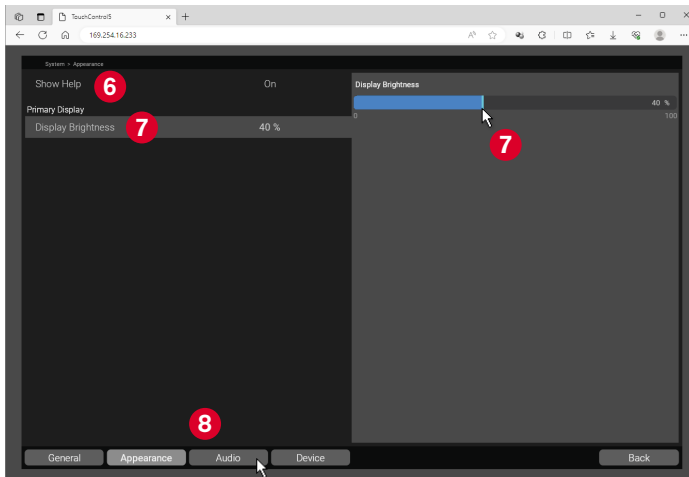 TouchControl5
169.254.16.233
System > Appearance
Show Help 6 On
Primary Display
Display Brightness 7 40 %
Display Brightness
40 %
0 100
7
8
General Appearance Audio Device Back